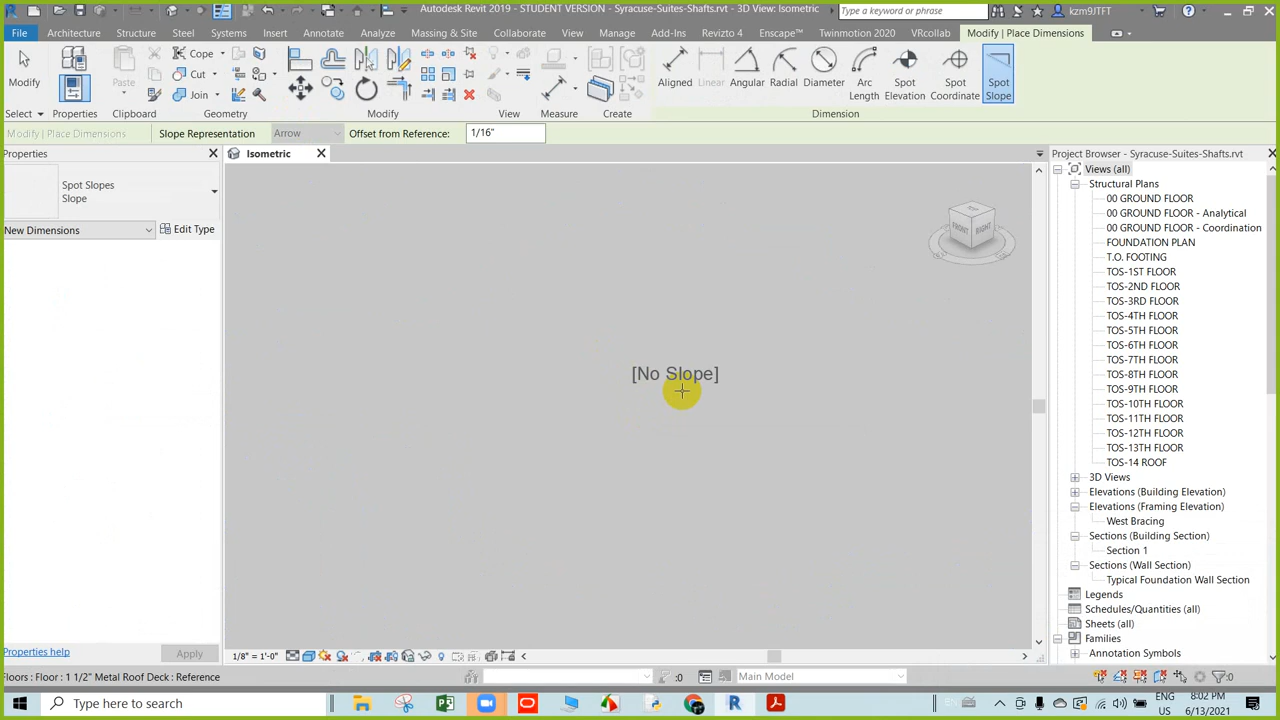 Autodesk Revit 2019 - STUDENT VERSION - Syracuse-Suites-Shafts.rvt - 3D View: Isometric
Type a keyword or phrase
kzm9JTFT
File Architecture Structure Steel Systems Insert Annotate Analyze Massing & Site Collaborate View Manage Add-Ins Revizto 4 Enscape™ Twinmotion 2020 VRcollab Modify | Place Dimensions
Modify
Paste
Cope
Cut
Join
Aligned Linear Angular Radial Diameter Arc Length Spot Elevation Spot Coordinate Spot Slope
Select Properties Clipboard Geometry Modify View Measure Create Dimension
Modify | Place Dimensions Slope Representation Arrow Offset from Reference: 1/16"
Properties
Isometric
Project Browser - Syracuse-Suites-Shafts.rvt
Spot Slopes
Slope
New Dimensions
Edit Type
FRONT RIGHT
[No Slope]
Views (all)
Structural Plans
00 GROUND FLOOR
00 GROUND FLOOR - Analytical
00 GROUND FLOOR - Coordination
FOUNDATION PLAN
T.O. FOOTING
TOS-1ST FLOOR
TOS-2ND FLOOR
TOS-3RD FLOOR
TOS-4TH FLOOR
TOS-5TH FLOOR
TOS-6TH FLOOR
TOS-7TH FLOOR
TOS-8TH FLOOR
TOS-9TH FLOOR
TOS-10TH FLOOR
TOS-11TH FLOOR
TOS-12TH FLOOR
TOS-13TH FLOOR
TOS-14 ROOF
3D Views
Elevations (Building Elevation)
Elevations (Framing Elevation)
West Bracing
Sections (Building Section)
Section 1
Sections (Wall Section)
Typical Foundation Wall Section
Legends
Schedules/Quantities (all)
Sheets (all)
Families
Annotation Symbols
Properties help
Apply
1/8" = 1'-0"
Floors : Floor : 1 1/2" Metal Roof Deck : Reference
:0
Main Model
:0
Type here to search
ENG
US
8:02 PM
6/13/2021